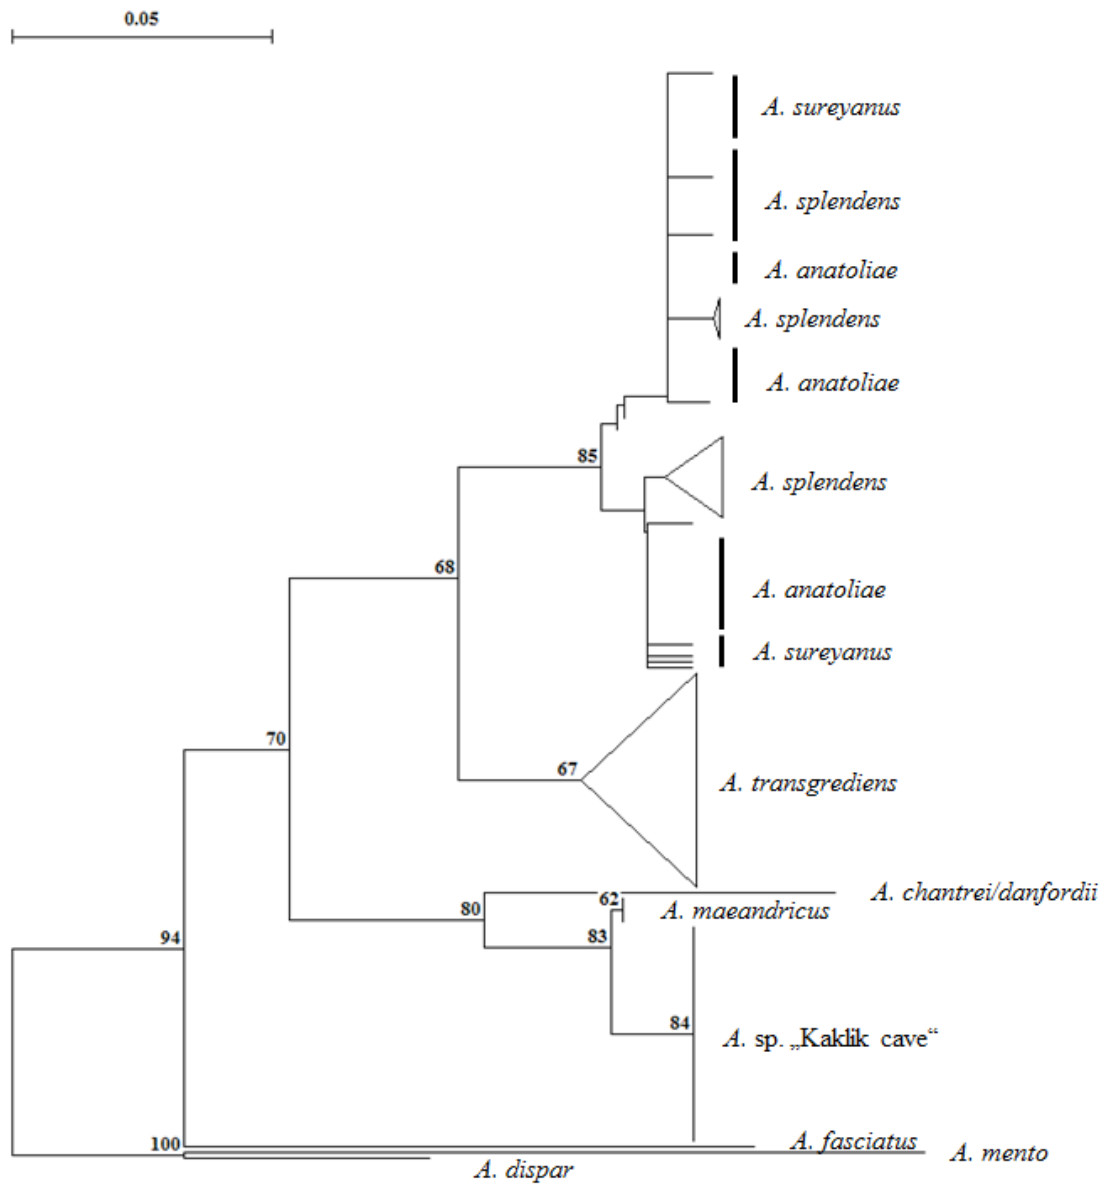 0.05
A. sureyanus
A. splendens
A. anatoliae
A. splendens
A. anatoliae
85
A. splendens
68
A. anatoliae
A. sureyanus
70
67
A. transgrediens
A. chantrei/danfordii
62
A. maeandricus
80
83
94
84
A. sp. „Kaklik cave“
100
A. fasciatus
A. mento
A. dispar